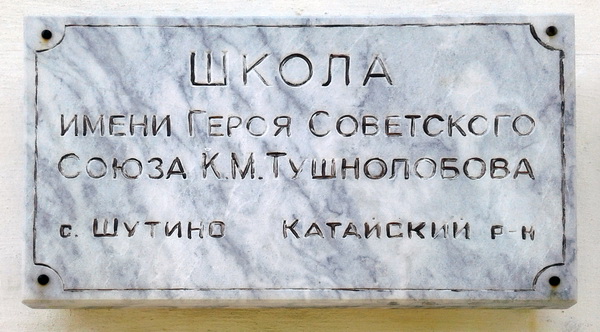 ШКОЛА
ИМЕНИ ГЕРОЯ СОВЕТСКОГО
СОЮЗА К.М.ТУШНОЛОБОВА
с. ШУТИНО КАТАЙСКИЙ р-н